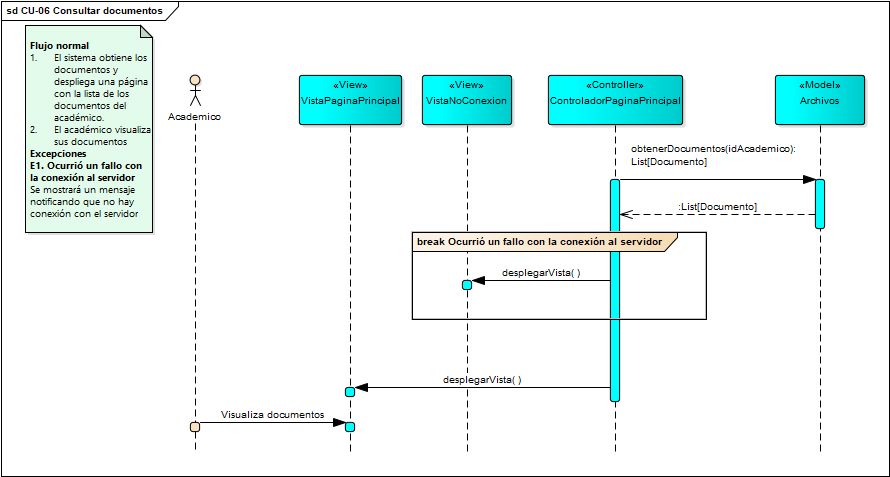 sd CU-06 Consultar documentos
Flujo normal
1. El sistema obtiene los
documentos y
despliega una página
con la lista de los
documentos del
académico.
2. El académico visualiza
sus documentos
Excepciones
E1. Ocurrió un fallo con
la conexión al servidor
Se mostrará un mensaje
notificando que no hay
conexión con el servidor
Academico
«View»
VistaPaginaPrincipal
«View»
VistaNoConexion
«Controller»
ControladorPaginaPrincipal
«Model»
Archivos
obtenerDocumentos(idAcademico):
List[Documento]
:List[Documento]
break Ocurrió un fallo con la conexión al servidor
desplegarVista( )
desplegarVista( )
Visualiza documentos